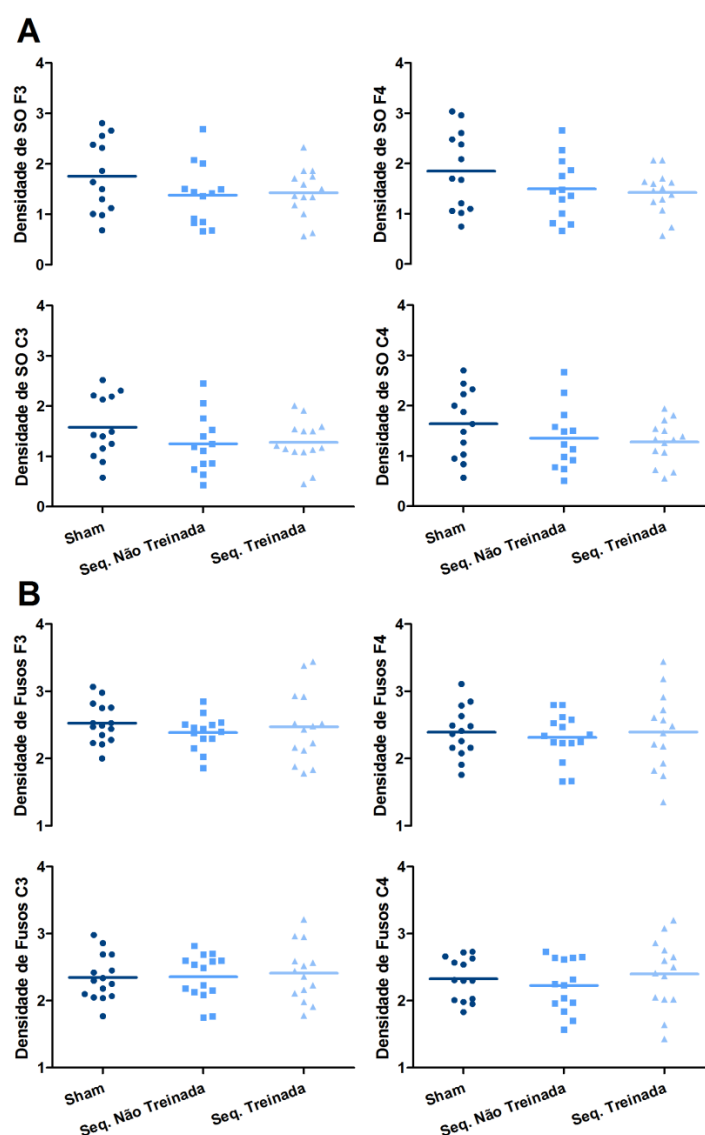 A
Densidade de SO F3
4
3
2
1
0
Densidade de SO F4
4
3
2
1
0
Densidade de SO C3
4
3
2
1
0
Sham
Seq. Não Treinada
Seq. Treinada
Densidade de SO C4
4
3
2
1
0
Sham
Seq. Não Treinada
Seq. Treinada
B
Densidade de Fusos F3
4
3
2
1
Densidade de Fusos F4
4
3
2
1
Densidade de Fusos C3
4
3
2
1
Sham
Seq. Não Treinada
Seq. Treinada
Densidade de Fusos C4
4
3
2
1
Sham
Seq. Não Treinada
Seq. Treinada